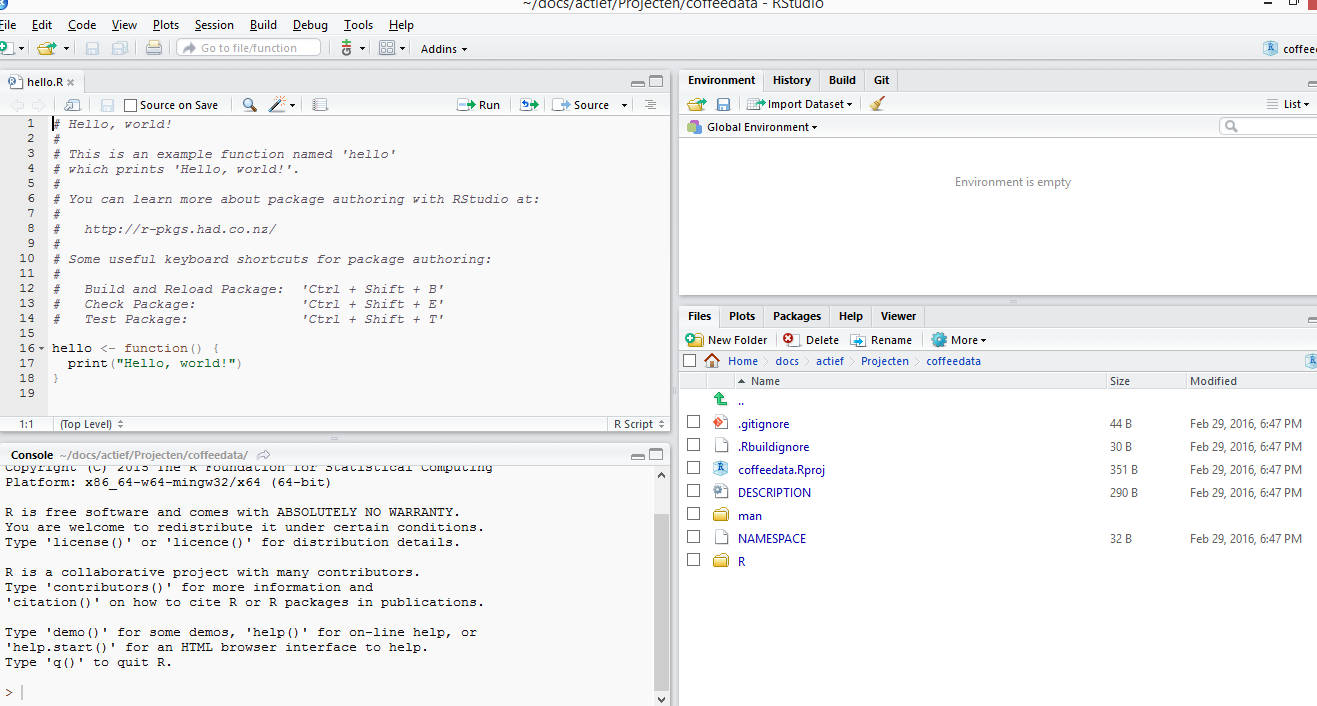 ~/docs/actief/Projecten/coffeedata - RStudio
File Edit Code View Plots Session Build Debug Tools Help
Go to file/function Addins
hello.R
Source on Save Run Source
1 # Hello, world!
2 #
3 # This is an example function named 'hello'
4 # which prints 'Hello, world!'.
5 #
6 # You can learn more about package authoring with RStudio at:
7 #
8 #   http://r-pkgs.had.co.nz/
9 #
10 # Some useful keyboard shortcuts for package authoring:
11 #
12 #   Build and Reload Package:  'Ctrl + Shift + B'
13 #   Check Package:             'Ctrl + Shift + E'
14 #   Test Package:              'Ctrl + Shift + T'
15
16 hello <- function() {
17   print("Hello, world!")
18 }
19
1:1 (Top Level) R Script
Console ~/docs/actief/Projecten/coffeedata/
Copyright (C) 2015 The R Foundation for Statistical Computing
Platform: x86_64-w64-mingw32/x64 (64-bit)
R is free software and comes with ABSOLUTELY NO WARRANTY.
You are welcome to redistribute it under certain conditions.
Type 'license()' or 'licence()' for distribution details.
R is a collaborative project with many contributors.
Type 'contributors()' for more information and
'citation()' on how to cite R or R packages in publications.
Type 'demo()' for some demos, 'help()' for on-line help, or
'help.start()' for an HTML browser interface to help.
Type 'q()' to quit R.
>
coffee
Environment History Build Git
Import Dataset List
Global Environment
Environment is empty
Files Plots Packages Help Viewer
New Folder Delete Rename More
Home docs actief Projecten coffeedata
Name Size Modified
..
.gitignore 44 B Feb 29, 2016, 6:47 PM
.Rbuildignore 30 B Feb 29, 2016, 6:47 PM
coffeedata.Rproj 351 B Feb 29, 2016, 6:47 PM
DESCRIPTION 290 B Feb 29, 2016, 6:47 PM
man
NAMESPACE 32 B Feb 29, 2016, 6:47 PM
R